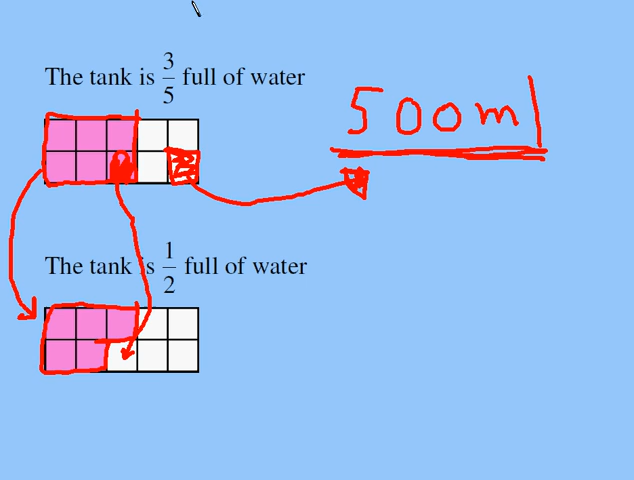 The tank is 3/5 full of water
500ml
The tank is 1/2 full of water